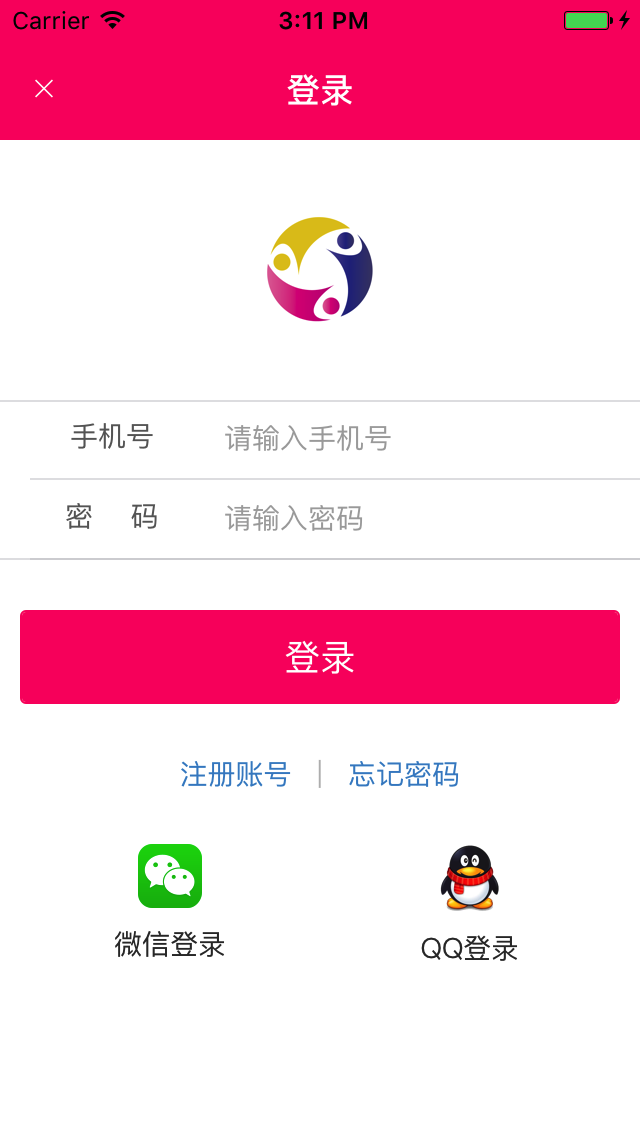 Carrier 3:11 PM
登录
手机号 请输入手机号
密 码 请输入密码
登录
注册账号 | 忘记密码
微信登录 QQ登录